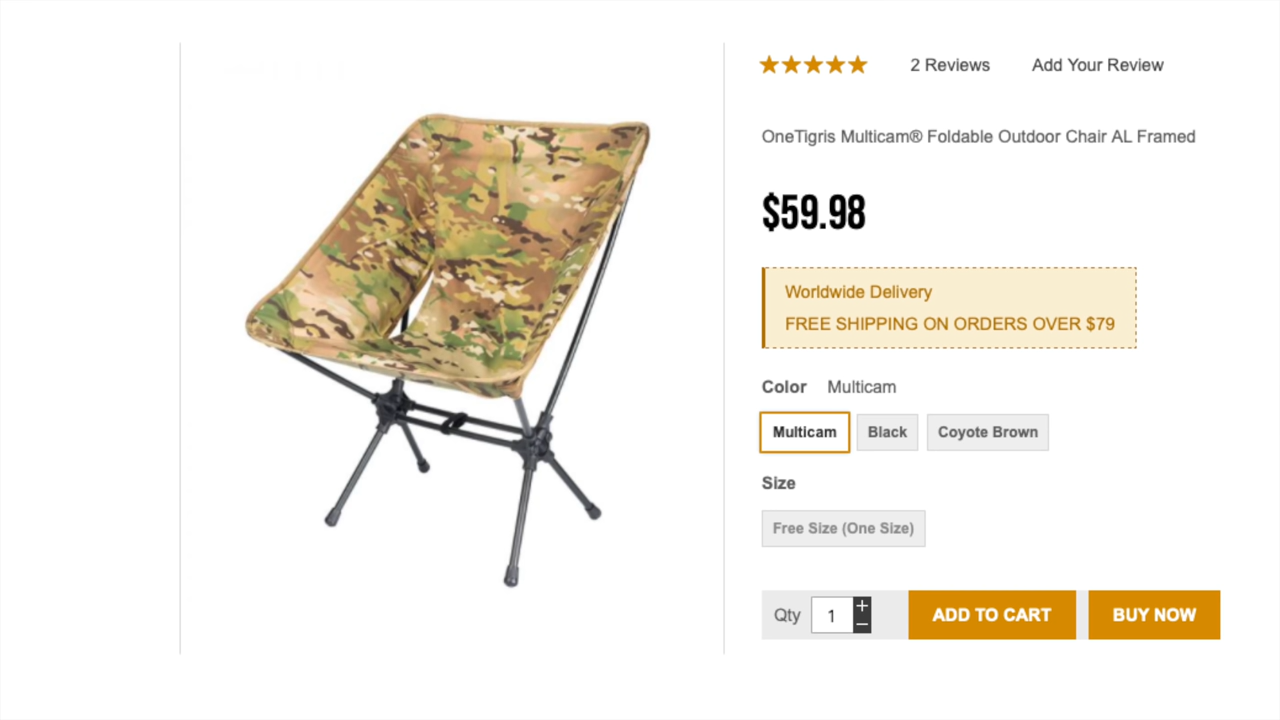 2 Reviews Add Your Review
OneTigris Multicam® Foldable Outdoor Chair AL Framed
$59.98
Worldwide Delivery
FREE SHIPPING ON ORDERS OVER $79
Color Multicam
Multicam Black Coyote Brown
Size
Free Size (One Size)
Qty 1 + − ADD TO CART BUY NOW